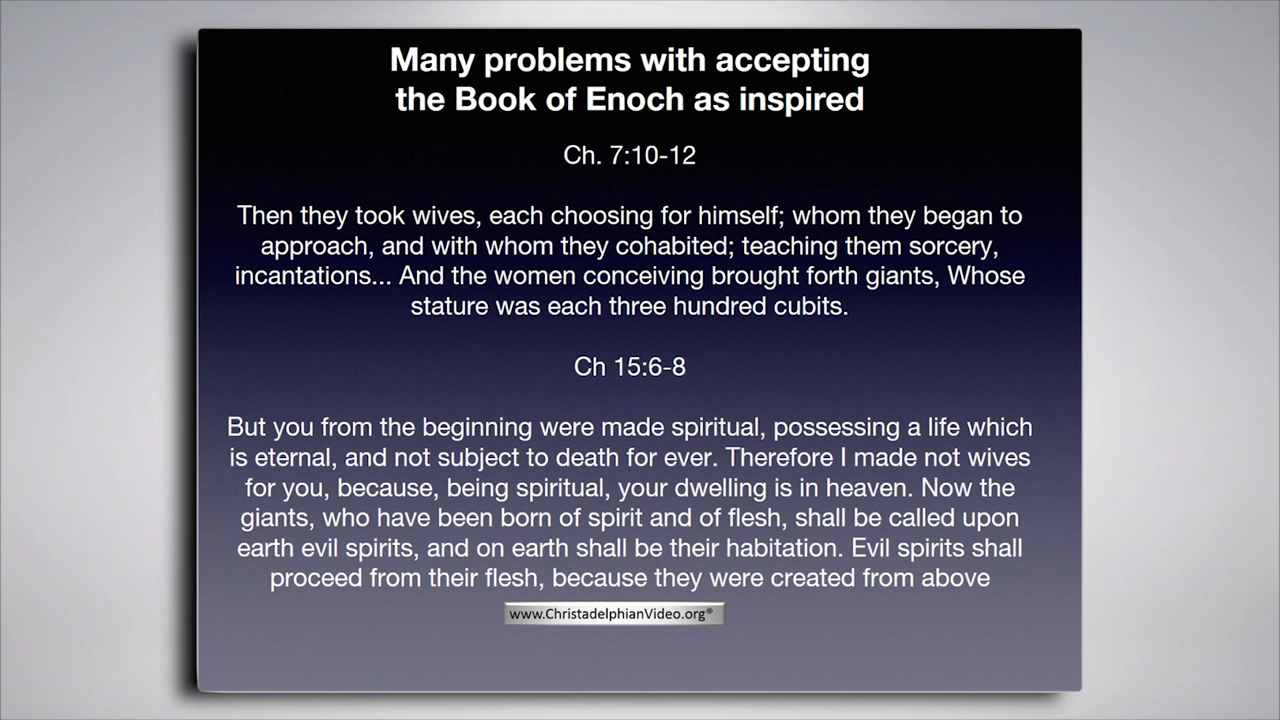 Many problems with accepting
the Book of Enoch as inspired
Ch. 7:10-12
Then they took wives, each choosing for himself; whom they began to
approach, and with whom they cohabited; teaching them sorcery,
incantations... And the women conceiving brought forth giants, Whose
stature was each three hundred cubits.
Ch 15:6-8
But you from the beginning were made spiritual, possessing a life which
is eternal, and not subject to death for ever. Therefore I made not wives
for you, because, being spiritual, your dwelling is in heaven. Now the
giants, who have been born of spirit and of flesh, shall be called upon
earth evil spirits, and on earth shall be their habitation. Evil spirits shall
proceed from their flesh, because they were created from above
www.ChristadelphianVideo.org®